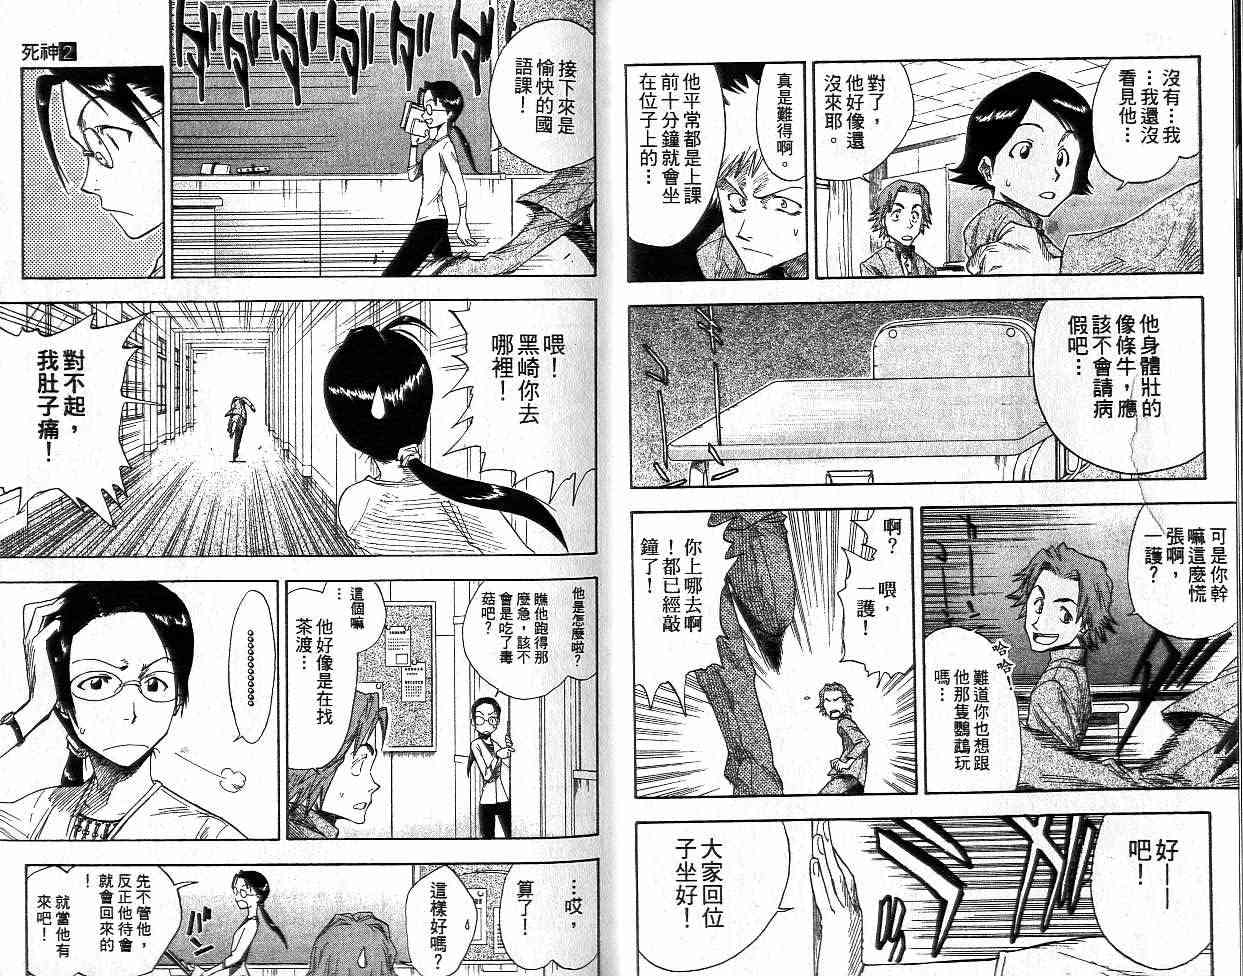 沒有…我
…我還沒
看見他…
對了，
他好像還
沒來耶。
真是難得啊。
他平常都是上課
前十分鐘就會坐
在位子上的…
他身體壯的
像條牛，應
該不會請病
假吧…
可是你幹
嘛這麼慌
張啊，
一護？
哈哈…
難道你也想跟
他那隻鸚鵡玩
嗎…
啊？
喂，
一護！
你上哪去啊
！都已經敲
鐘了！
好——
吧！
大家回位
子坐好！
死神2
接下來是
愉快的國
語課！
喂！
黑崎你去
哪裡！
對不起，
我肚子痛！
他是怎麼啦？
瞧他跑得那
麼急，該不
會是吃了毒
菇吧？
這個嘛
…
他好像是在找
茶渡…
…哎，
算了！
這樣好嗎？
先不管他，
反正他待會
就會回來的
！
就當他有
來吧！